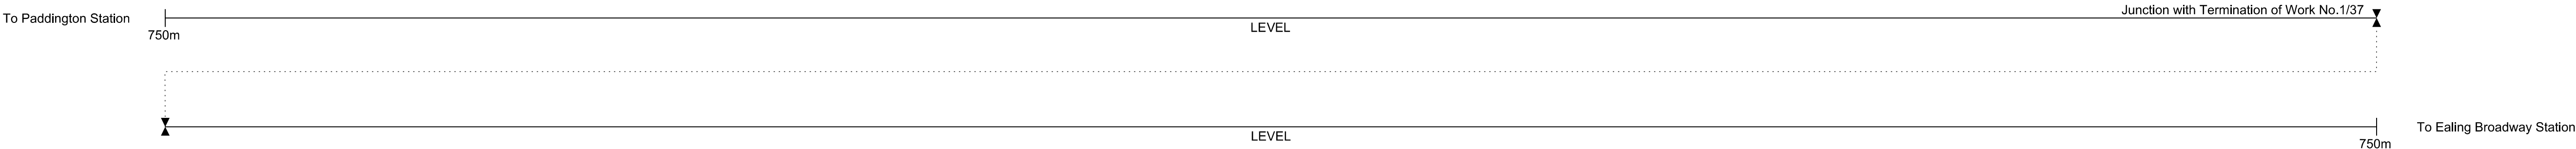 To Paddington Station
Junction with Termination of Work No.1/37
LEVEL
750m
LEVEL
To Ealing Broadway Station
750m